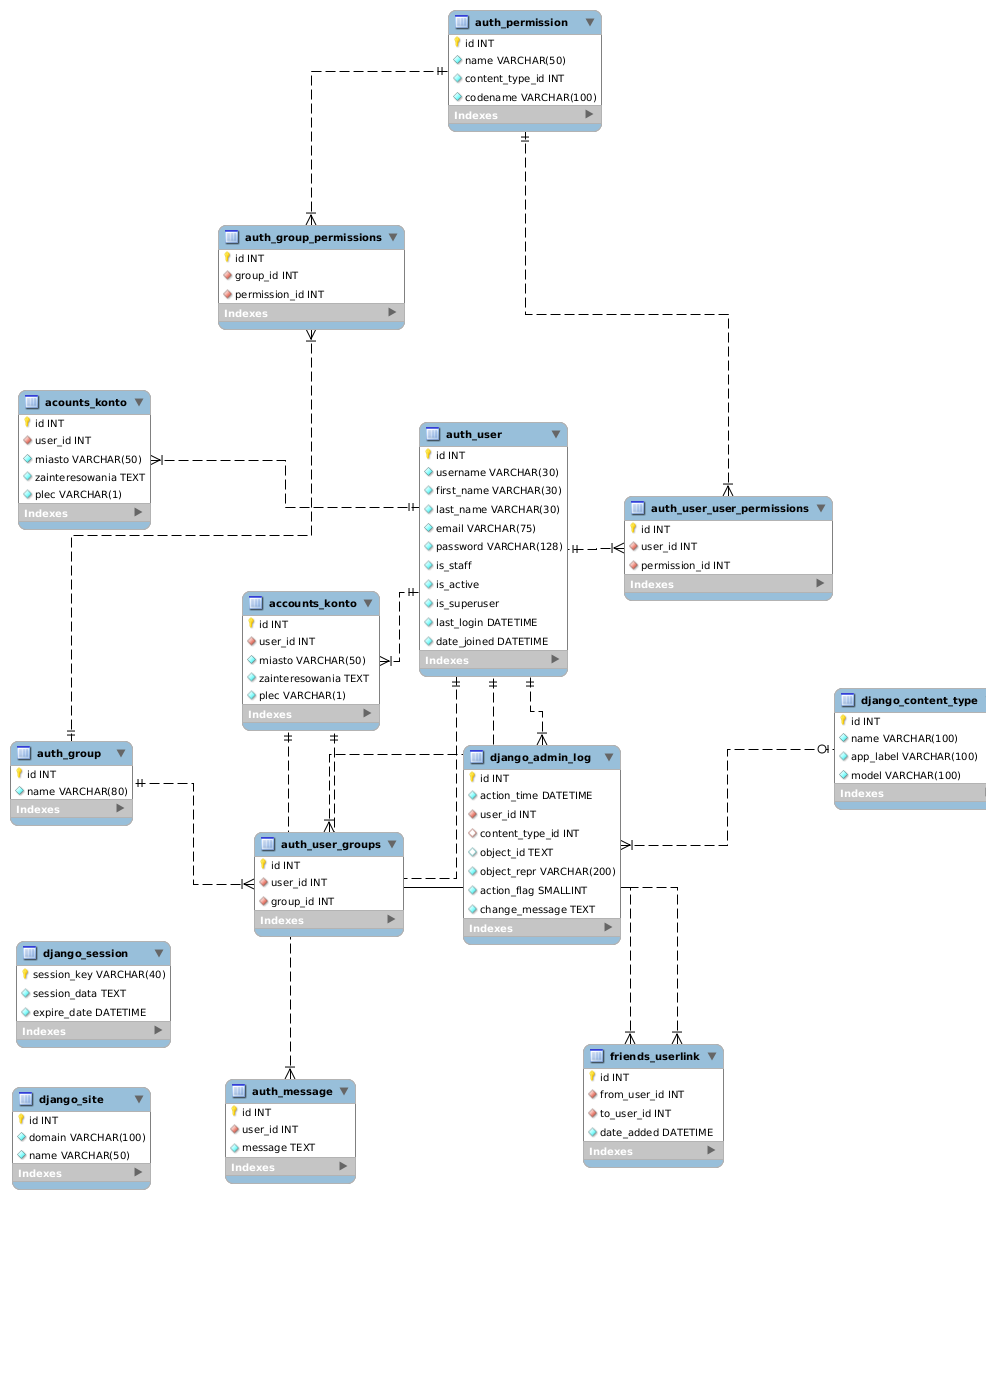 auth_permission
id INT
name VARCHAR(50)
content_type_id INT
codename VARCHAR(100)
Indexes
auth_group_permissions
id INT
group_id INT
permission_id INT
Indexes
acounts_konto
id INT
user_id INT
miasto VARCHAR(50)
zainteresowania TEXT
plec VARCHAR(1)
Indexes
auth_user
id INT
username VARCHAR(30)
first_name VARCHAR(30)
last_name VARCHAR(30)
email VARCHAR(75)
password VARCHAR(128)
is_staff
is_active
is_superuser
last_login DATETIME
date_joined DATETIME
Indexes
auth_user_user_permissions
id INT
user_id INT
permission_id INT
Indexes
accounts_konto
id INT
user_id INT
miasto VARCHAR(50)
zainteresowania TEXT
plec VARCHAR(1)
Indexes
django_content_type
id INT
name VARCHAR(100)
app_label VARCHAR(100)
model VARCHAR(100)
Indexes
auth_group
id INT
name VARCHAR(80)
Indexes
django_admin_log
id INT
action_time DATETIME
user_id INT
content_type_id INT
object_id TEXT
object_repr VARCHAR(200)
action_flag SMALLINT
change_message TEXT
Indexes
auth_user_groups
id INT
user_id INT
group_id INT
Indexes
django_session
session_key VARCHAR(40)
session_data TEXT
expire_date DATETIME
Indexes
friends_userlink
id INT
from_user_id INT
to_user_id INT
date_added DATETIME
Indexes
auth_message
id INT
user_id INT
message TEXT
Indexes
django_site
id INT
domain VARCHAR(100)
name VARCHAR(50)
Indexes